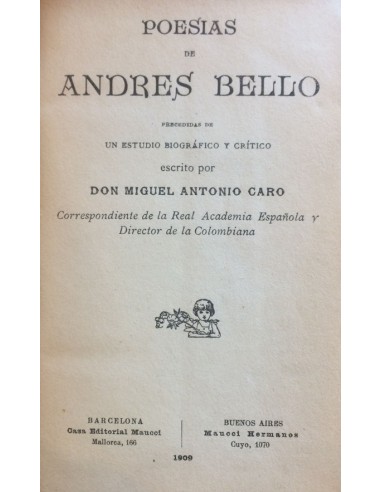 POESÍAS
DE
ANDRES BELLO
PRECEDIDAS DE
UN ESTUDIO BIOGRÁFICO Y CRÍTICO
escrito por
DON MIGUEL ANTONIO CARO
Correspondiente de la Real Academia Española y
Director de la Colombiana
BARCELONA
Casa Editorial Maucci
Mallorca, 166
BUENOS AIRES
Maucci Hermanos
Cuyo, 1070
1909